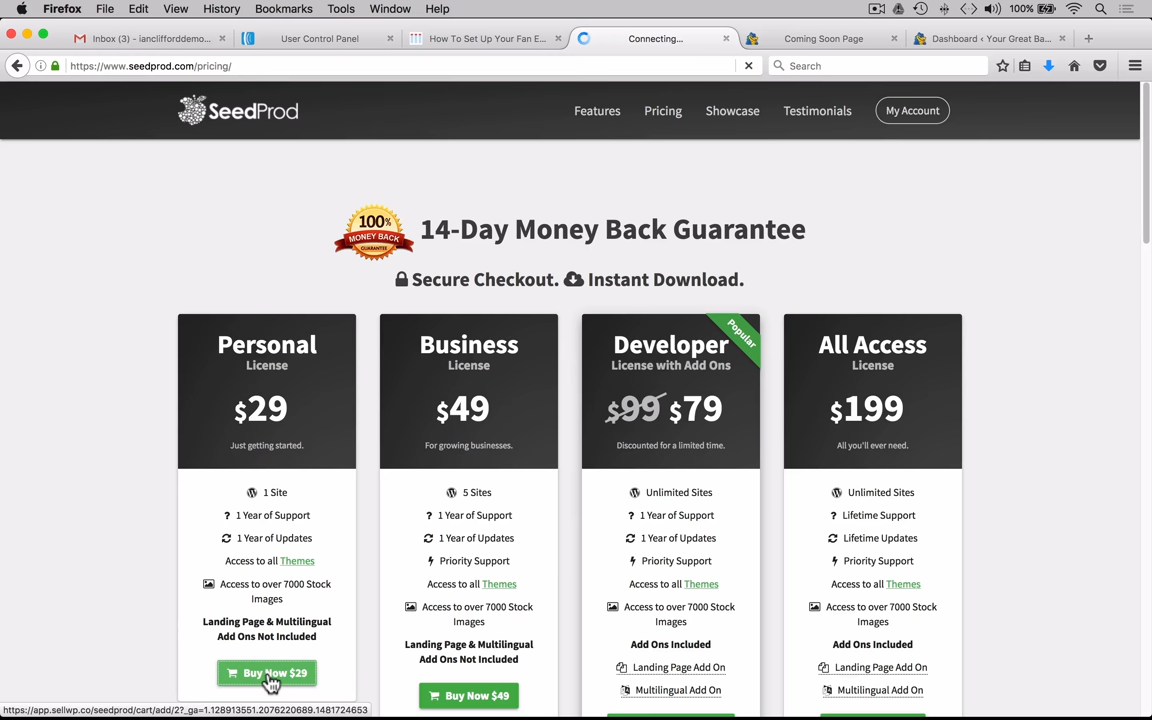 Firefox File Edit View History Bookmarks Tools Window Help 100%
Inbox (3) - ianclifforddemo... User Control Panel How To Set Up Your Fan E... Connecting... Coming Soon Page Dashboard ‹ Your Great Ba...
https://www.seedprod.com/pricing/ Search
SeedProd Features Pricing Showcase Testimonials My Account
100%
MONEY BACK
GUARANTEE
14-Day Money Back Guarantee
Secure Checkout. Instant Download.
Personal
License
$29
Just getting started.
1 Site
1 Year of Support
1 Year of Updates
Access to all Themes
Access to over 7000 Stock
Images
Landing Page & Multilingual
Add Ons Not Included
Buy Now $29
Business
License
$49
For growing businesses.
5 Sites
1 Year of Support
1 Year of Updates
Priority Support
Access to all Themes
Access to over 7000 Stock
Images
Landing Page & Multilingual
Add Ons Not Included
Buy Now $49
Popular
Developer
License with Add Ons
$99 $79
Discounted for a limited time.
Unlimited Sites
1 Year of Support
1 Year of Updates
Priority Support
Access to all Themes
Access to over 7000 Stock
Images
Add Ons Included
Landing Page Add On
Multilingual Add On
All Access
License
$199
All you'll ever need.
Unlimited Sites
Lifetime Support
Lifetime Updates
Priority Support
Access to all Themes
Access to over 7000 Stock
Images
Add Ons Included
Landing Page Add On
Multilingual Add On
https://app.sellwp.co/seedprod/cart/add/2?_ga=1.128913551.2076220689.1481724653